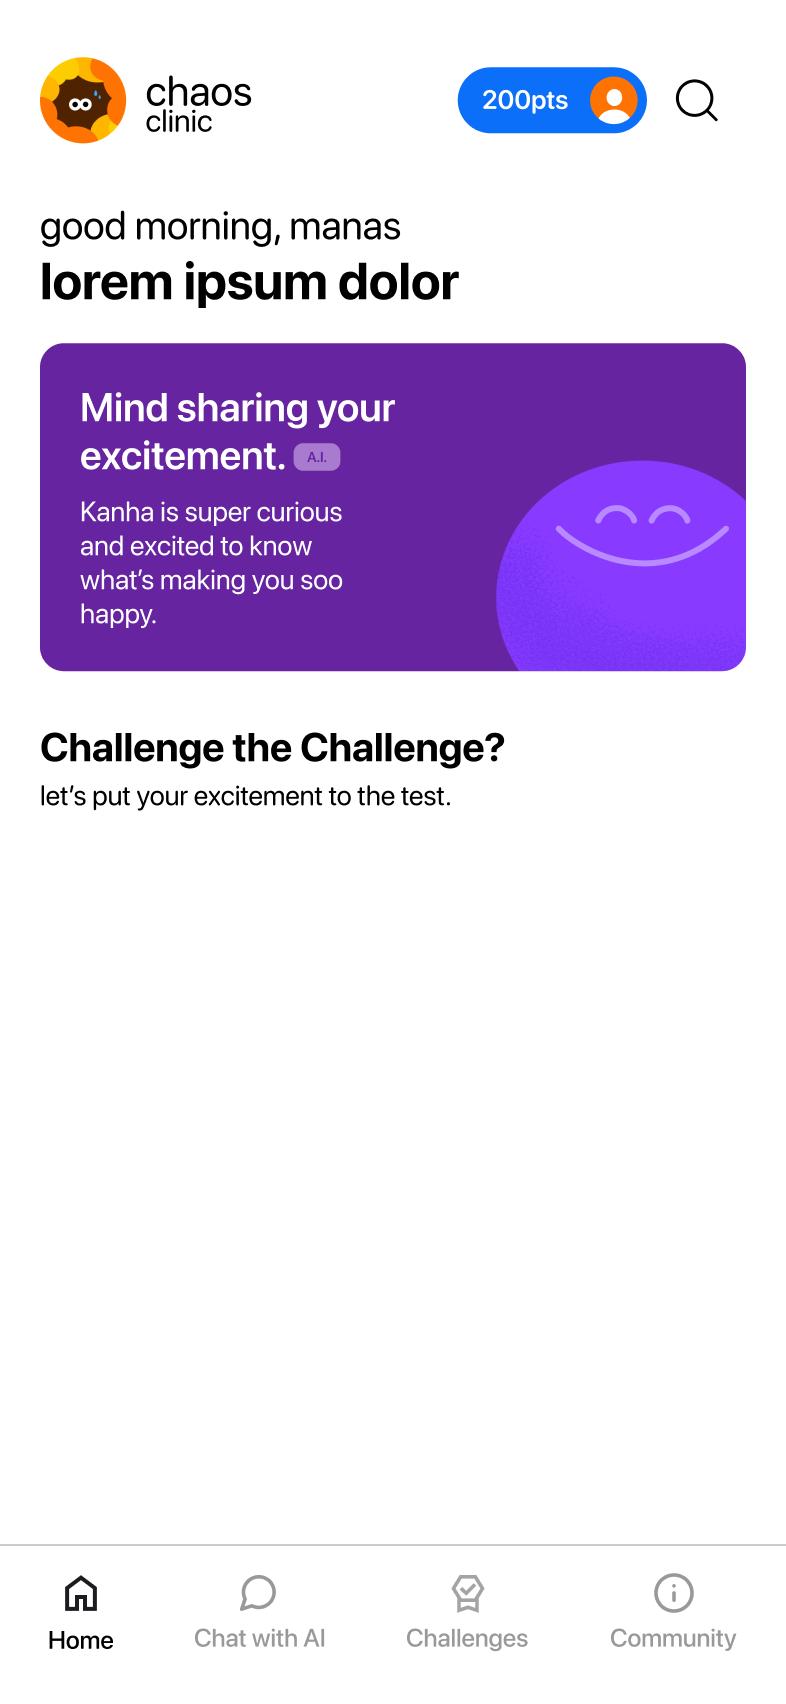 chaos
clinic
200pts
good morning, manas
lorem ipsum dolor
Mind sharing your
excitement. A.I.
Kanha is super curious
and excited to know
what’s making you soo
happy.
Challenge the Challenge?
let’s put your excitement to the test.
Home
Chat with AI
Challenges
Community